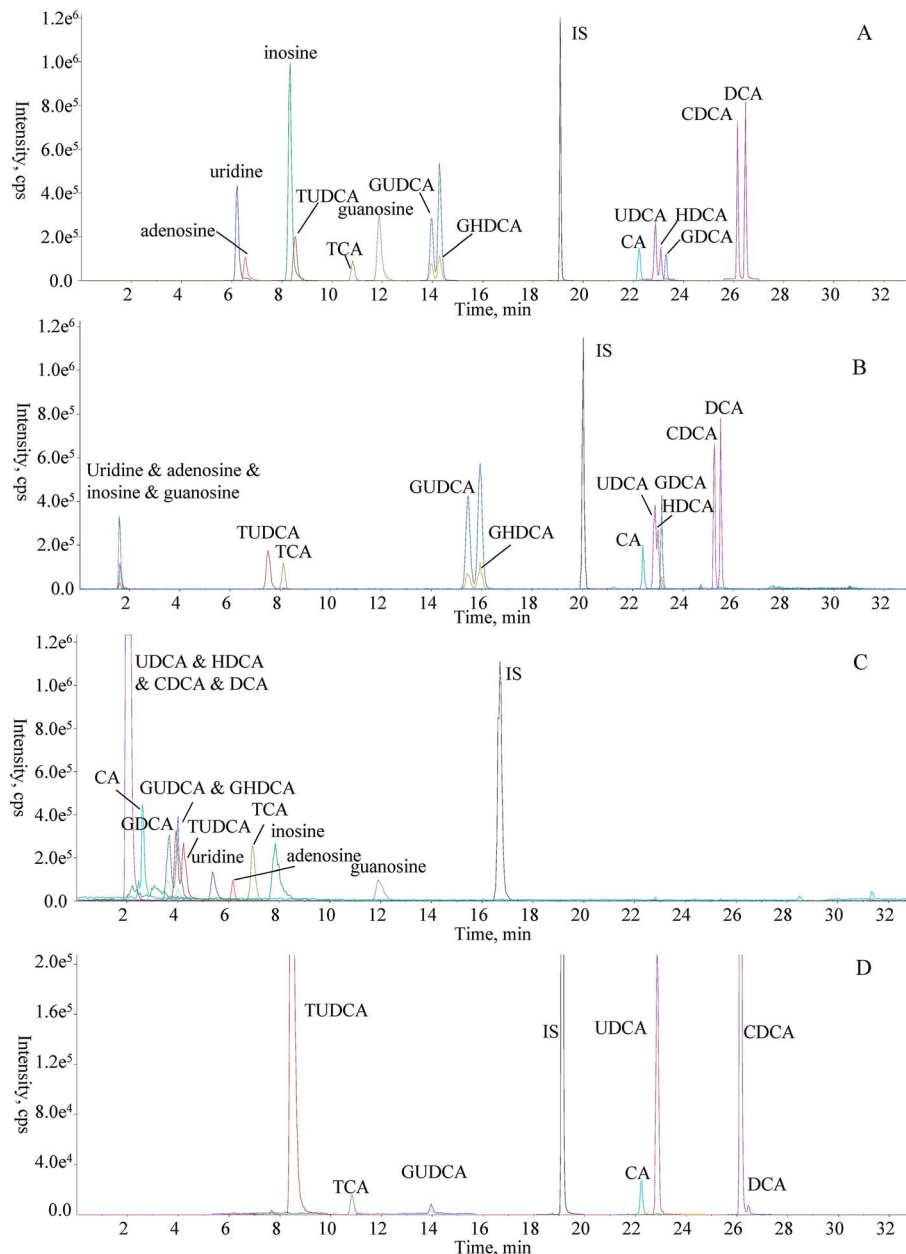 A
Intensity, cps
1.2e⁶
1.0e⁶
8.0e⁵
6.0e⁵
4.0e⁵
2.0e⁵
0.0
uridine
adenosine
inosine
TUDCA
TCA
guanosine
GUDCA
GHDCA
IS
CA
UDCA
HDCA
GDCA
CDCA
DCA
2 4 6 8 10 12 14 16 18 20 22 24 26 28 30 32
Time, min
B
Intensity, cps
1.2e⁶
1.0e⁶
8.0e⁵
6.0e⁵
4.0e⁵
2.0e⁵
0.0
Uridine & adenosine &
inosine & guanosine
TUDCA
TCA
GUDCA
GHDCA
IS
CA
UDCA
GDCA
HDCA
CDCA
DCA
2 4 6 8 10 12 14 16 18 20 22 24 26 28 30 32
Time, min
C
Intensity, cps
1.2e⁶
1.0e⁶
8.0e⁵
6.0e⁵
4.0e⁵
2.0e⁵
0.0
UDCA & HDCA
& CDCA & DCA
CA
GUDCA & GHDCA
GDCA
TUDCA
uridine
TCA
inosine
adenosine
guanosine
IS
2 4 6 8 10 12 14 16 18 20 22 24 26 28 30 32
Time, min
D
Intensity, cps
2.0e⁵
1.6e⁵
1.2e⁵
8.0e⁴
4.0e⁴
0.0
TUDCA
TCA
GUDCA
IS
CA
UDCA
CDCA
DCA
2 4 6 8 10 12 14 16 18 20 22 24 26 28 30 32
Time, min